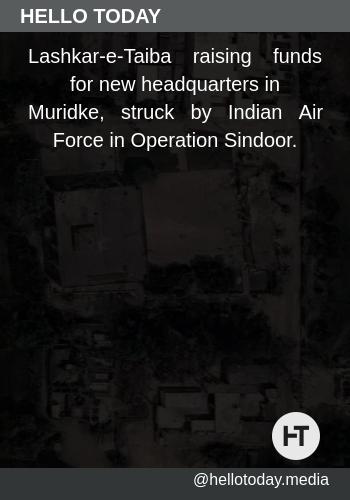 HELLO TODAY
Lashkar-e-Taiba raising funds
for new headquarters in
Muridke, struck by Indian Air
Force in Operation Sindoor.
HT
@hellotoday.media